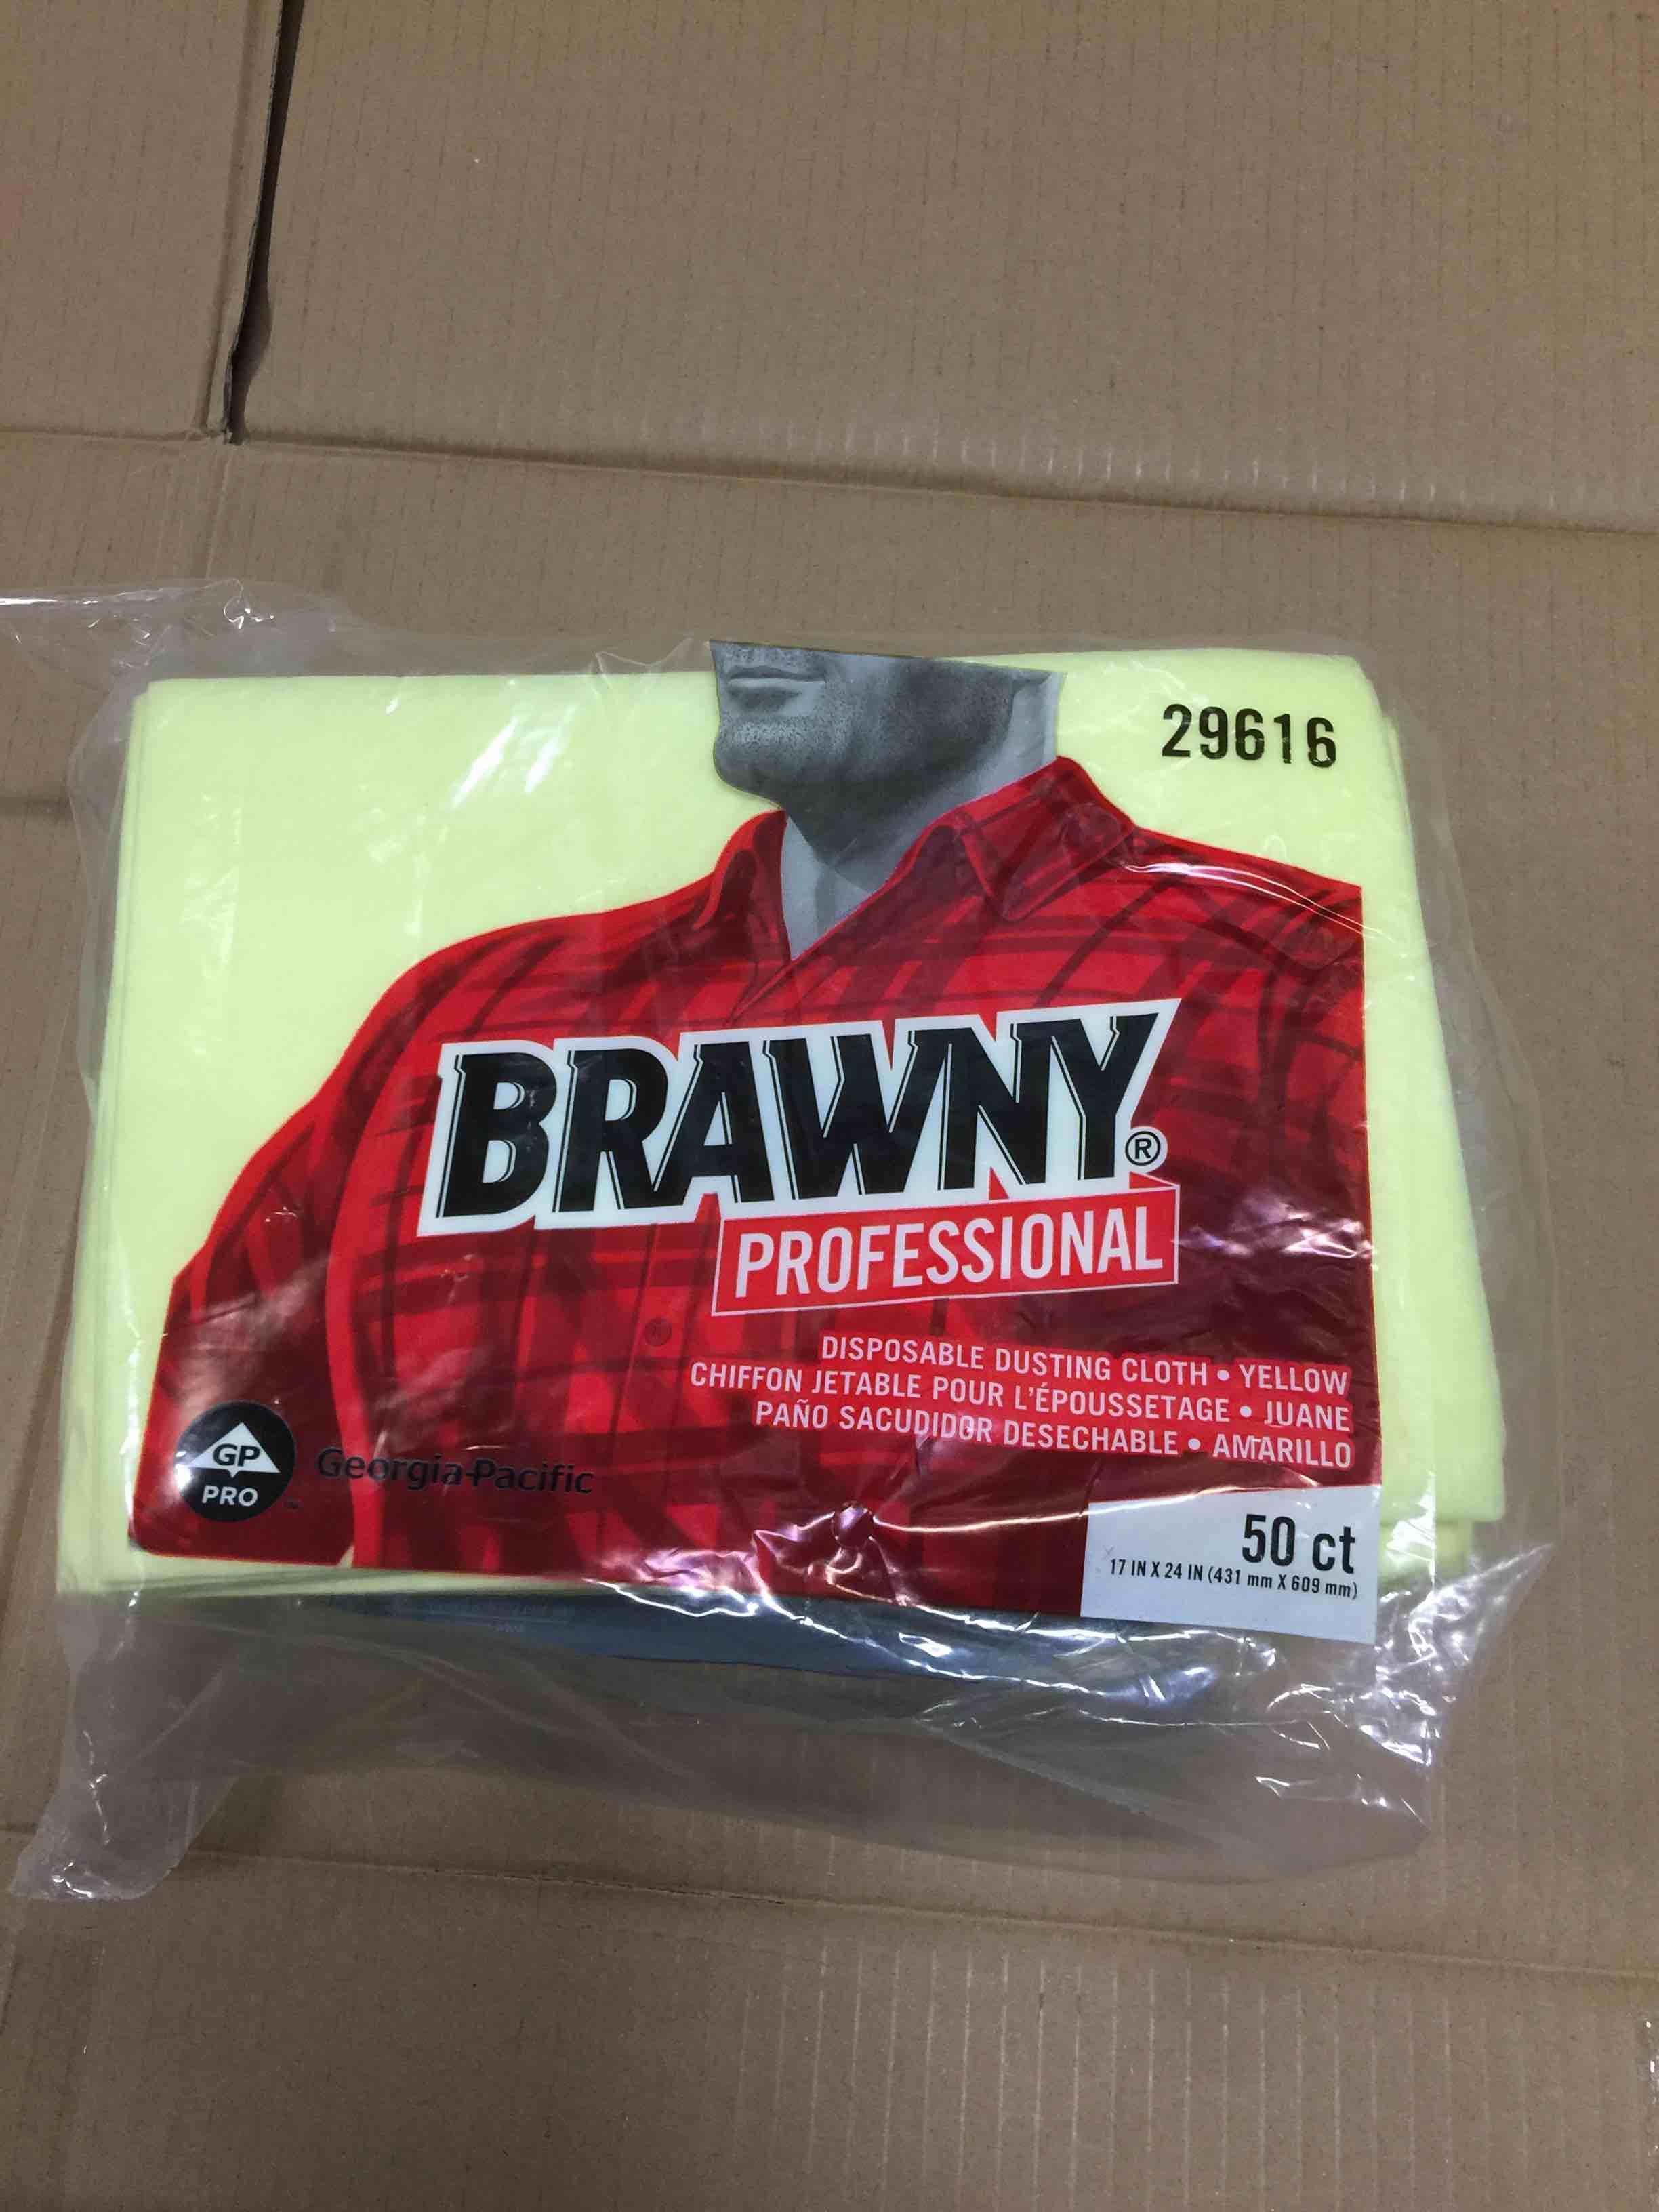 29616
BRAWNY®
PROFESSIONAL
DISPOSABLE DUSTING CLOTH • YELLOW
CHIFFON JETABLE POUR L'ÉPOUSSETAGE • JUANE
PAÑO SACUDIDOR DESECHABLE • AMARILLO
GP
PRO
™
Georgia-Pacific
50 ct
17 IN X 24 IN (431 mm X 609 mm)